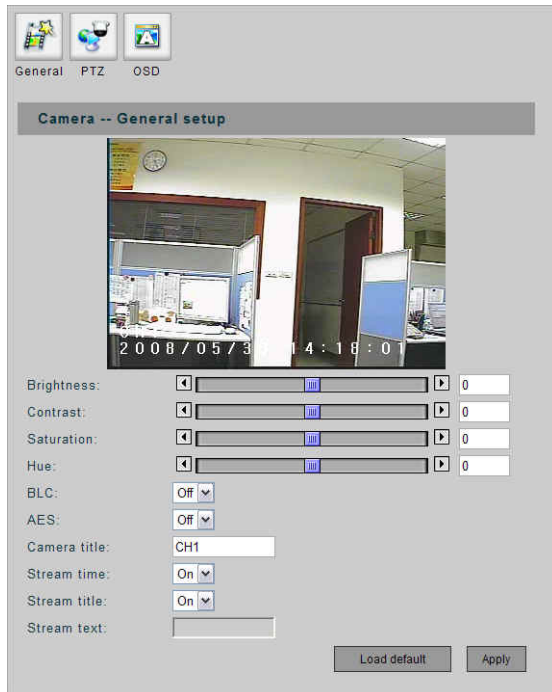 General PTZ OSD
Camera -- General setup
2008/05/3 14:18:01
Brightness: 0
Contrast: 0
Saturation: 0
Hue: 0
BLC: Off
AES: Off
Camera title: CH1
Stream time: On
Stream title: On
Stream text:
Load default Apply